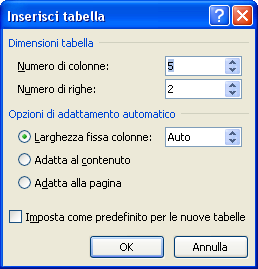 Inserisci tabella
Dimensioni tabella
Numero di colonne: 5
Numero di righe: 2
Opzioni di adattamento automatico
Larghezza fissa colonne: Auto
Adatta al contenuto
Adatta alla pagina
Imposta come predefinito per le nuove tabelle
OK Annulla